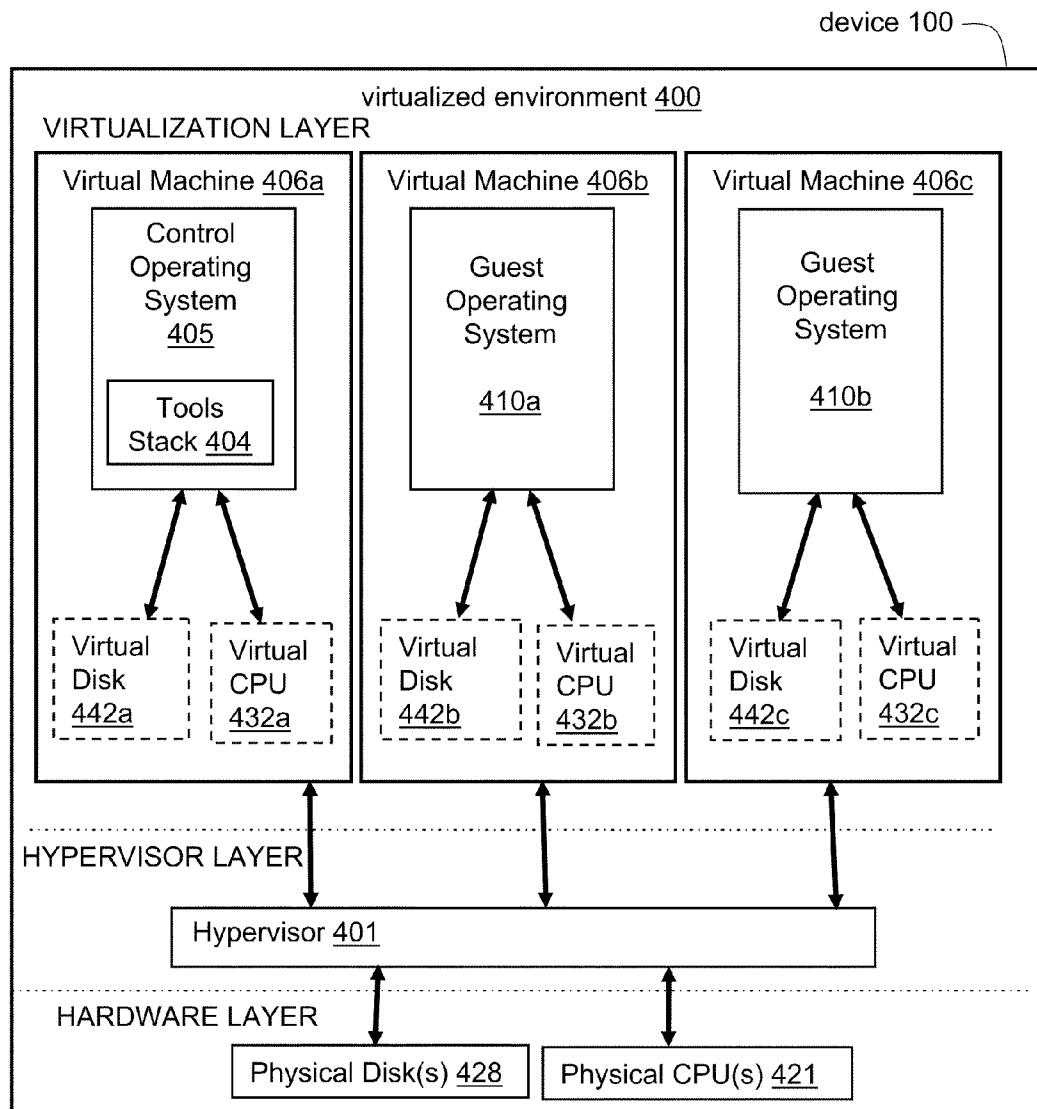 device 100
virtualized environment 400
VIRTUALIZATION LAYER
Virtual Machine 406a
Control
Operating
System
405
Tools
Stack 404
Virtual
Disk
442a
Virtual
CPU
432a
Virtual Machine 406b
Guest
Operating
System
410a
Virtual
Disk
442b
Virtual
CPU
432b
Virtual Machine 406c
Guest
Operating
System
410b
Virtual
Disk
442c
Virtual
CPU
432c
HYPERVISOR LAYER
Hypervisor 401
HARDWARE LAYER
Physical Disk(s) 428
Physical CPU(s) 421